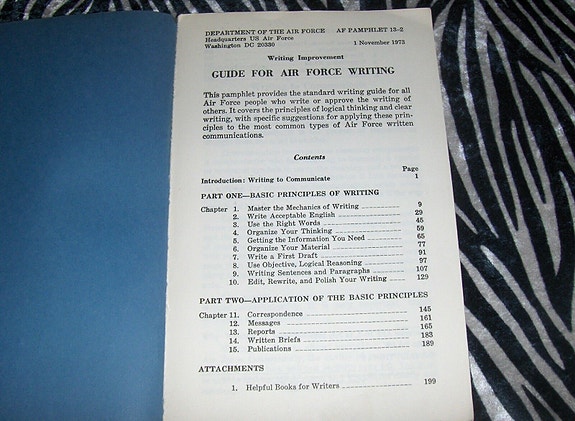 DEPARTMENT OF THE AIR FORCE AF PAMPHLET 13-2
Headquarters US Air Force
Washington DC 20330 1 November 1973
Writing Improvement
GUIDE FOR AIR FORCE WRITING
This pamphlet provides the standard writing guide for all
Air Force people who write or approve the writing of
others. It covers the principles of logical thinking and clear
writing, with specific suggestions for applying these prin-
ciples to the most common types of Air Force written
communications.
Contents
Page
Introduction: Writing to Communicate 1
PART ONE—BASIC PRINCIPLES OF WRITING
Chapter 1. Master the Mechanics of Writing 9
2. Write Acceptable English 29
3. Use the Right Words 45
4. Organize Your Thinking 59
5. Getting the Information You Need 65
6. Organize Your Material 77
7. Write a First Draft 91
8. Use Objective, Logical Reasoning 97
9. Writing Sentences and Paragraphs 107
10. Edit, Rewrite, and Polish Your Writing 129
PART TWO—APPLICATION OF THE BASIC PRINCIPLES
Chapter 11. Correspondence 145
12. Messages 161
13. Reports 165
14. Written Briefs 183
15. Publications 189
ATTACHMENTS
1. Helpful Books for Writers 199